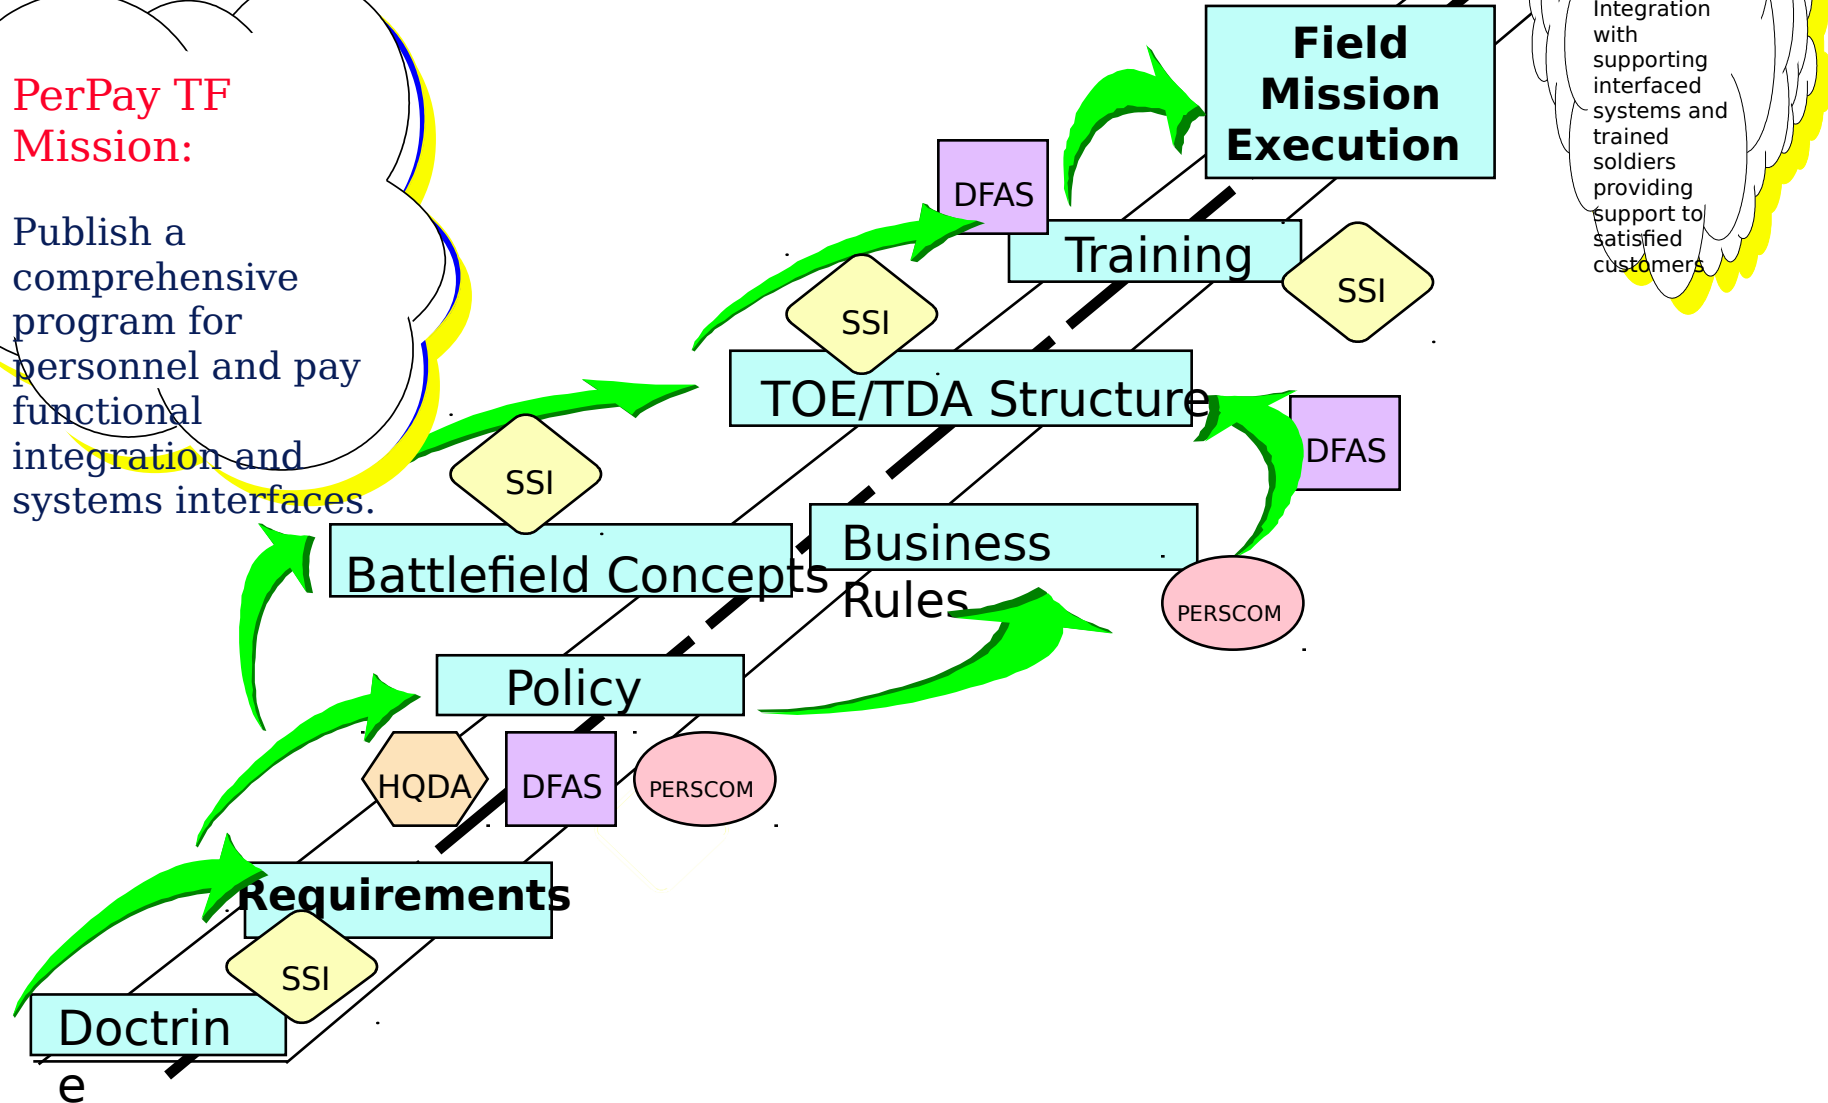 PerPay TF
Mission:
Publish a
comprehensive
program for
personnel and pay
functional
integration and
systems interfaces.
Integration
with
supporting
interfaced
systems and
trained
soldiers
providing
support to
satisfied
customers
Field
Mission
Execution
DFAS
Training
SSI
SSI
TOE/TDA Structure
DFAS
SSI
Business
Rules
Battlefield Concepts
PERSCOM
Policy
HQDA
DFAS
PERSCOM
Requirements
SSI
Doctrin
e